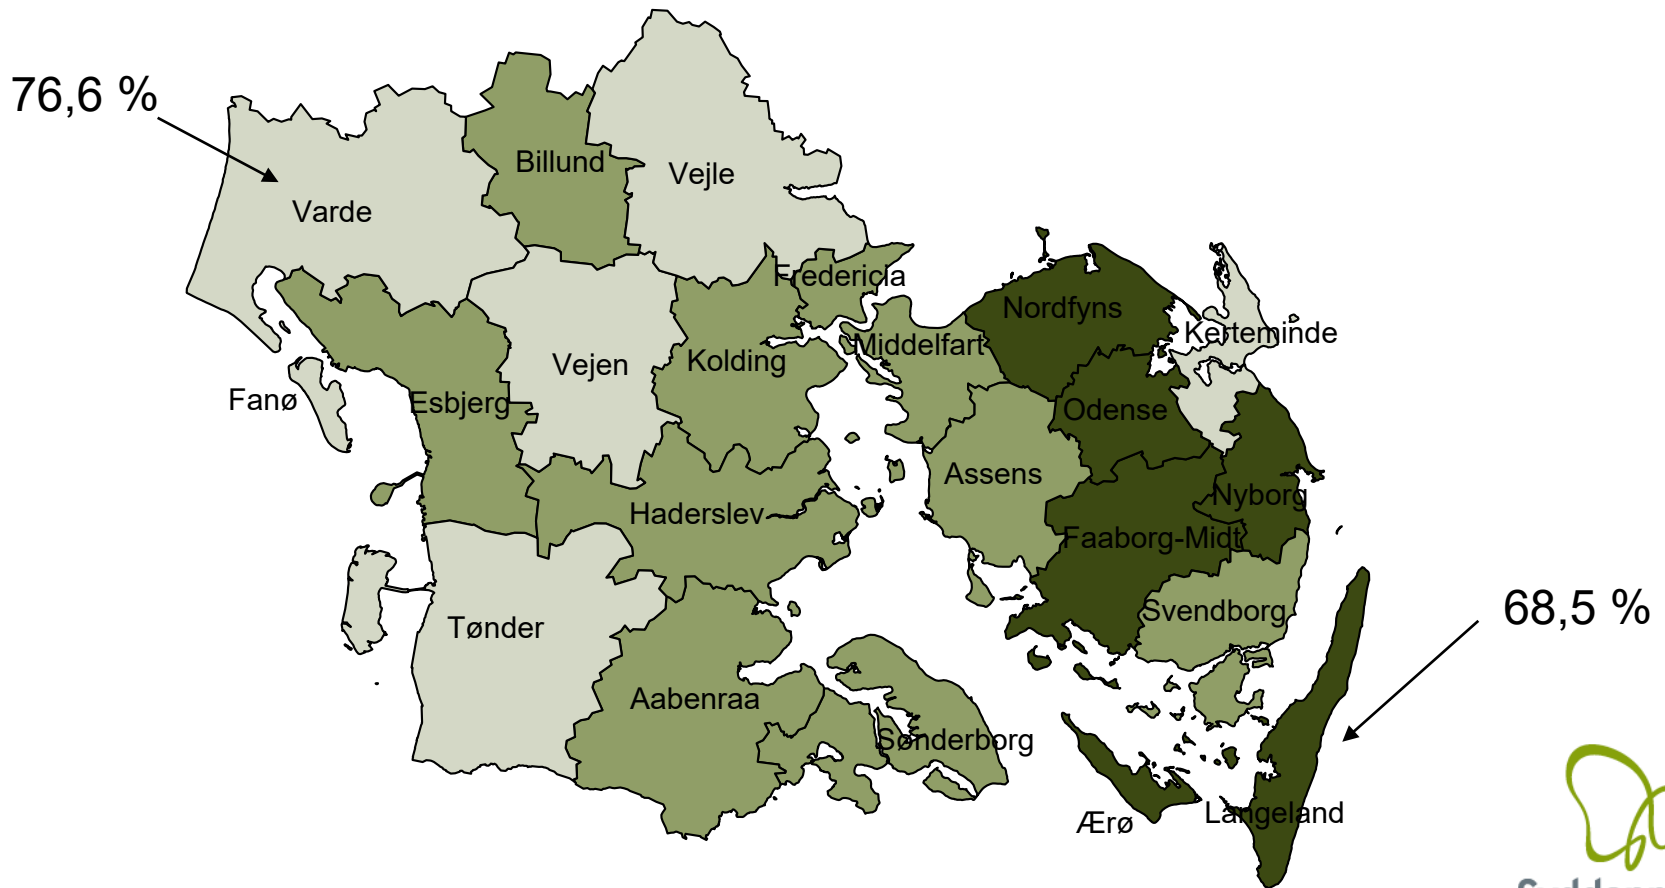 76,6 %
Billund
Vejle
Varde
Fredericia
Nordfyns
Kerteminde
Middelfart
Vejen
Kolding
Fanø
Esbjerg
Odense
Assens
Nyborg
Haderslev
Faaborg-Midt
Svendborg
68,5 %
Tønder
Aabenraa
Sønderborg
Ærø
Langeland